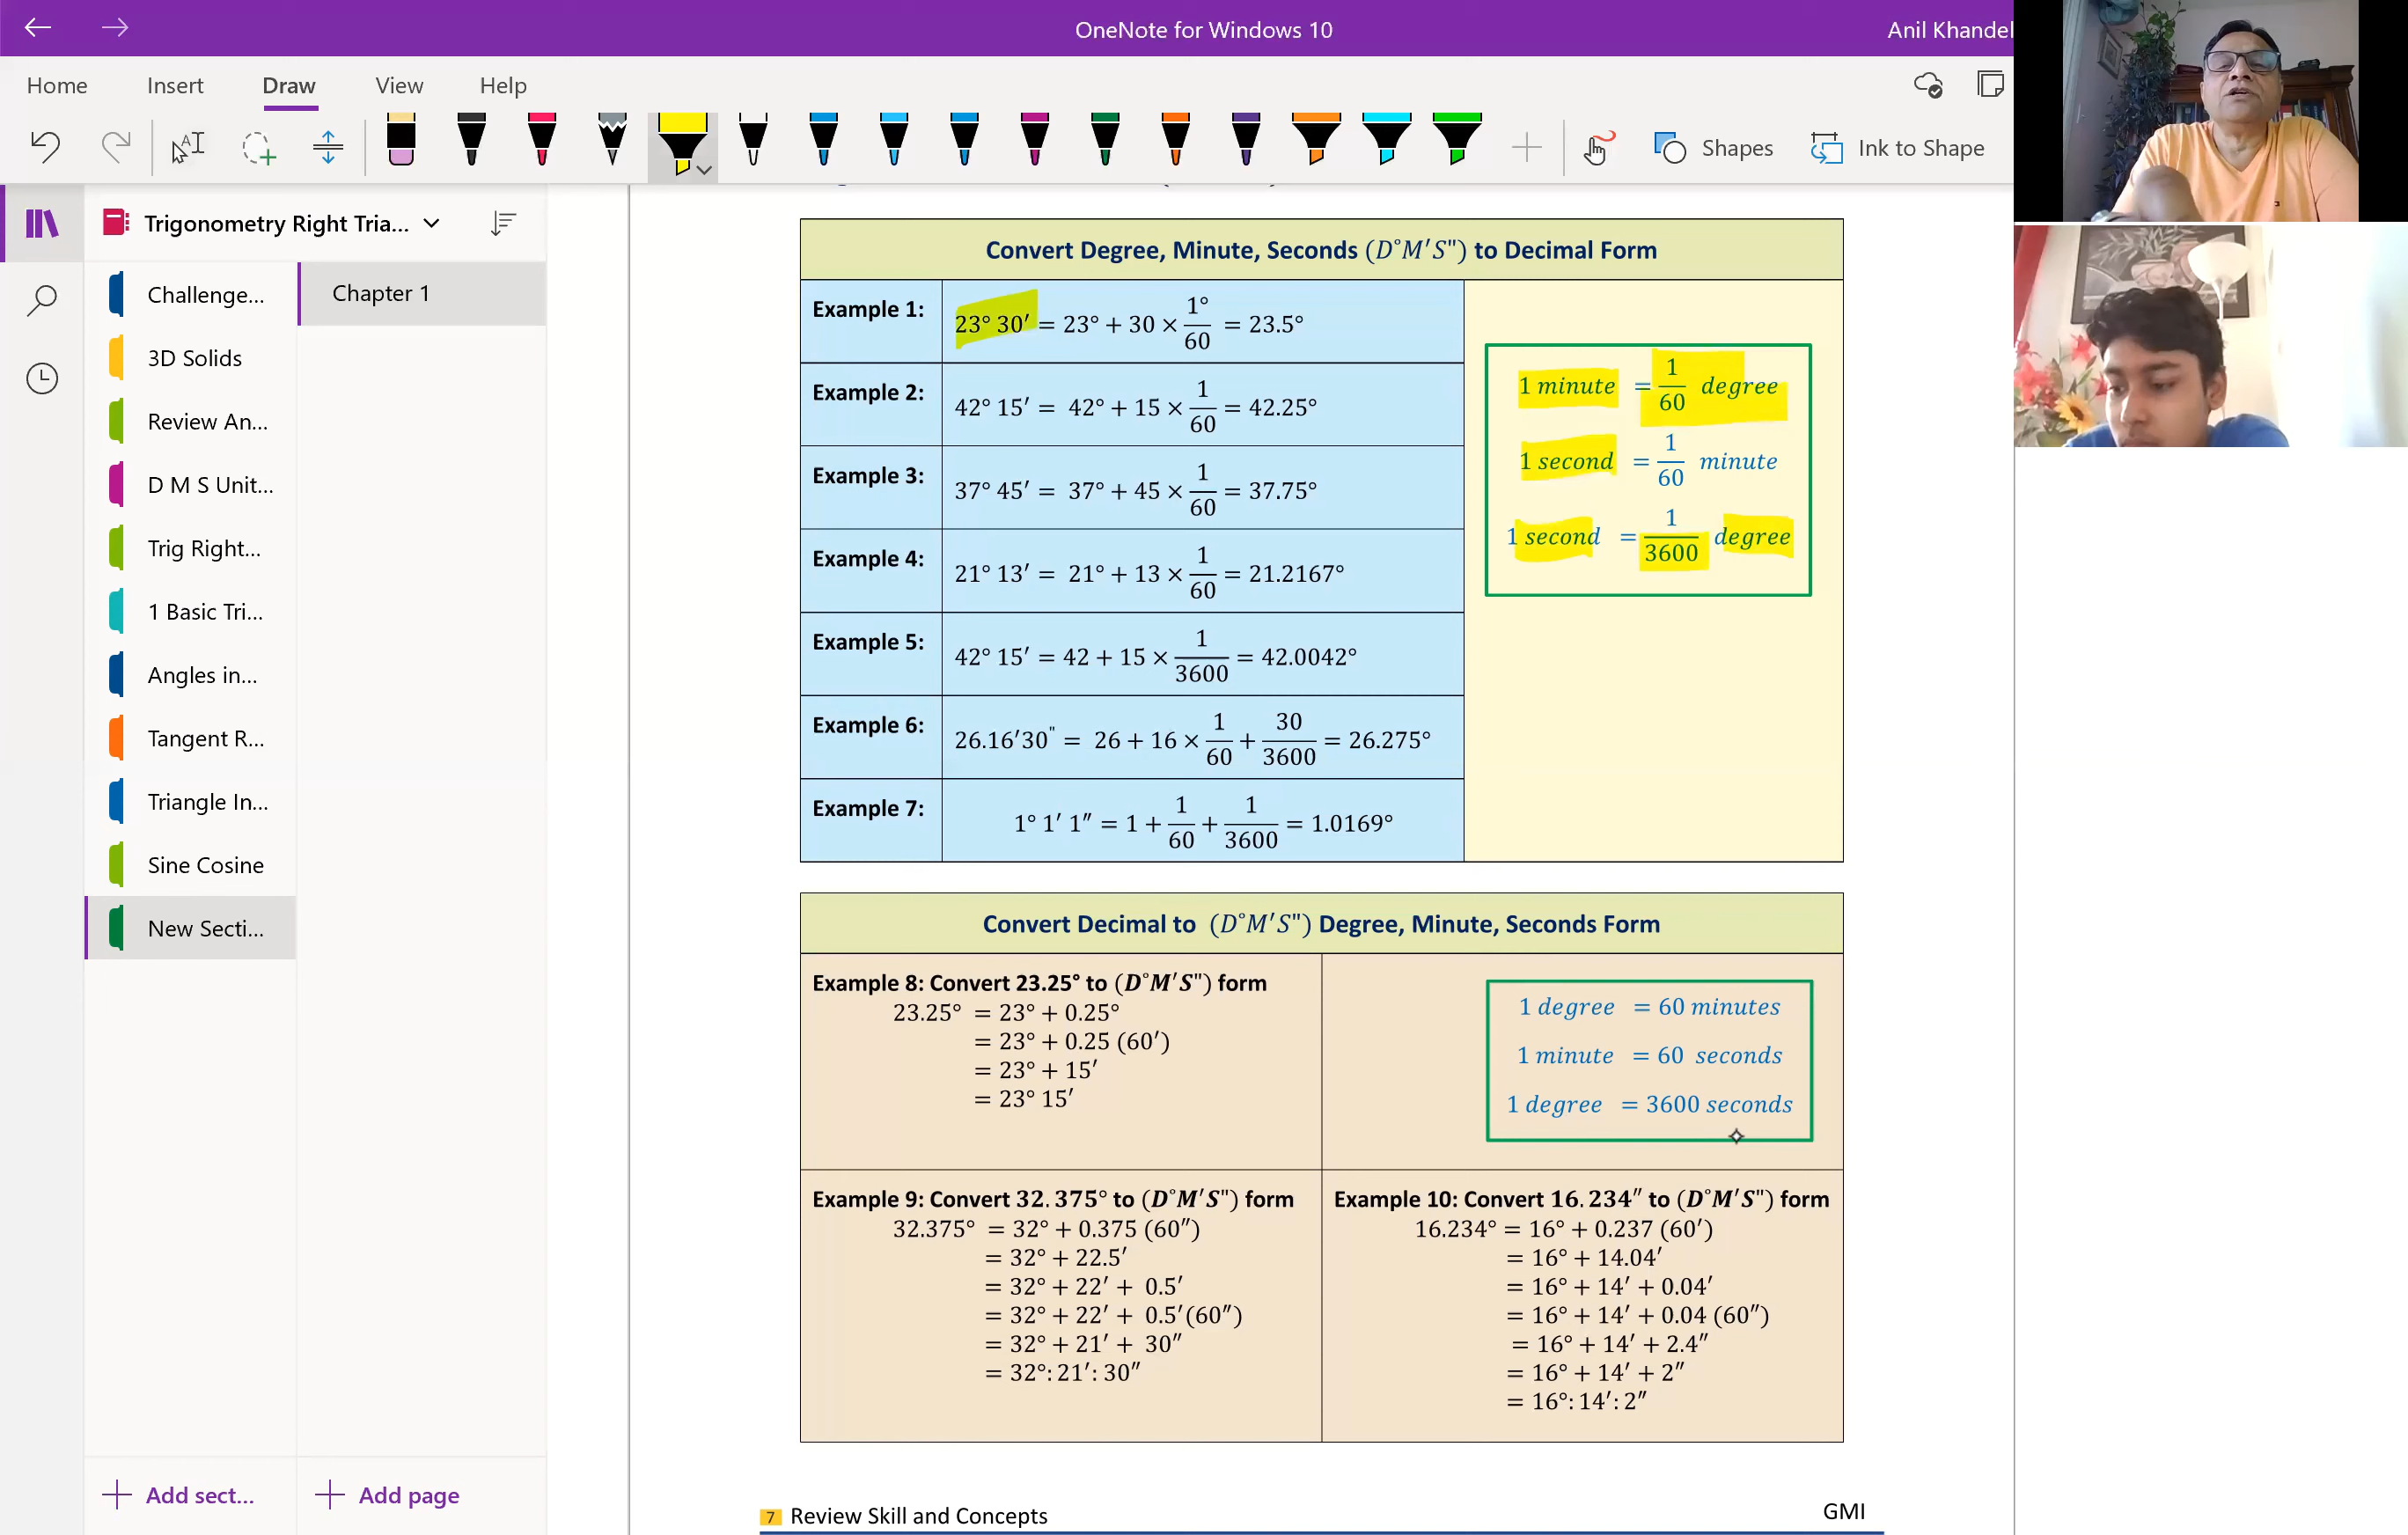 OneNote for Windows 10
Anil Khandel
Home Insert Draw View Help
Shapes
Ink to Shape
Trigonometry Right Tria...
Challenge...
3D Solids
Review An...
D M S Unit...
Trig Right...
1 Basic Tri...
Angles in...
Tangent R...
Triangle In...
Sine Cosine
New Secti...
Add sect...
Chapter 1
Add page
Convert Degree, Minute, Seconds (D°M'S") to Decimal Form
Example 1: 23° 30′ = 23° + 30 × 1°/60 = 23.5°
Example 2: 42° 15′ = 42° + 15 × 1/60 = 42.25°
Example 3: 37° 45′ = 37° + 45 × 1/60 = 37.75°
Example 4: 21° 13′ = 21° + 13 × 1/60 = 21.2167°
Example 5: 42° 15′ = 42 + 15 × 1/3600 = 42.0042°
Example 6: 26.16′30" = 26 + 16 × 1/60 + 30/3600 = 26.275°
Example 7: 1° 1′ 1″ = 1 + 1/60 + 1/3600 = 1.0169°
1 minute = 1/60 degree
1 second = 1/60 minute
1 second = 1/3600 degree
Convert Decimal to (D°M'S") Degree, Minute, Seconds Form
Example 8: Convert 23.25° to (D°M′S") form
23.25° = 23° + 0.25°
= 23° + 0.25 (60′)
= 23° + 15′
= 23° 15′
1 degree = 60 minutes
1 minute = 60 seconds
1 degree = 3600 seconds
Example 9: Convert 32.375° to (D°M′S") form
32.375° = 32° + 0.375 (60″)
= 32° + 22.5′
= 32° + 22′ + 0.5′
= 32° + 22′ + 0.5′(60″)
= 32° + 21′ + 30″
= 32°: 21′: 30″
Example 10: Convert 16.234″ to (D°M′S") form
16.234° = 16° + 0.237 (60′)
= 16° + 14.04′
= 16° + 14′ + 0.04′
= 16° + 14′ + 0.04 (60″)
= 16° + 14′ + 2.4″
= 16° + 14′ + 2″
= 16°: 14′: 2″
7 Review Skill and Concepts
GMI